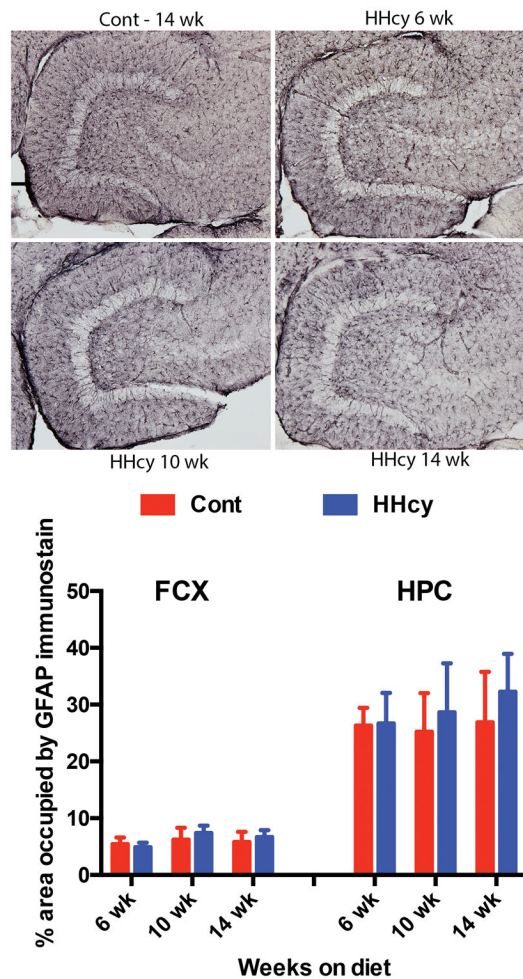 Cont - 14 wk
HHcy 6 wk
HHcy 10 wk
HHcy 14 wk
Cont
HHcy
% area occupied by GFAP immunostain
FCX
HPC
50
40
30
20
10
0
6 wk
10 wk
14 wk
6 wk
10 wk
14 wk
Weeks on diet